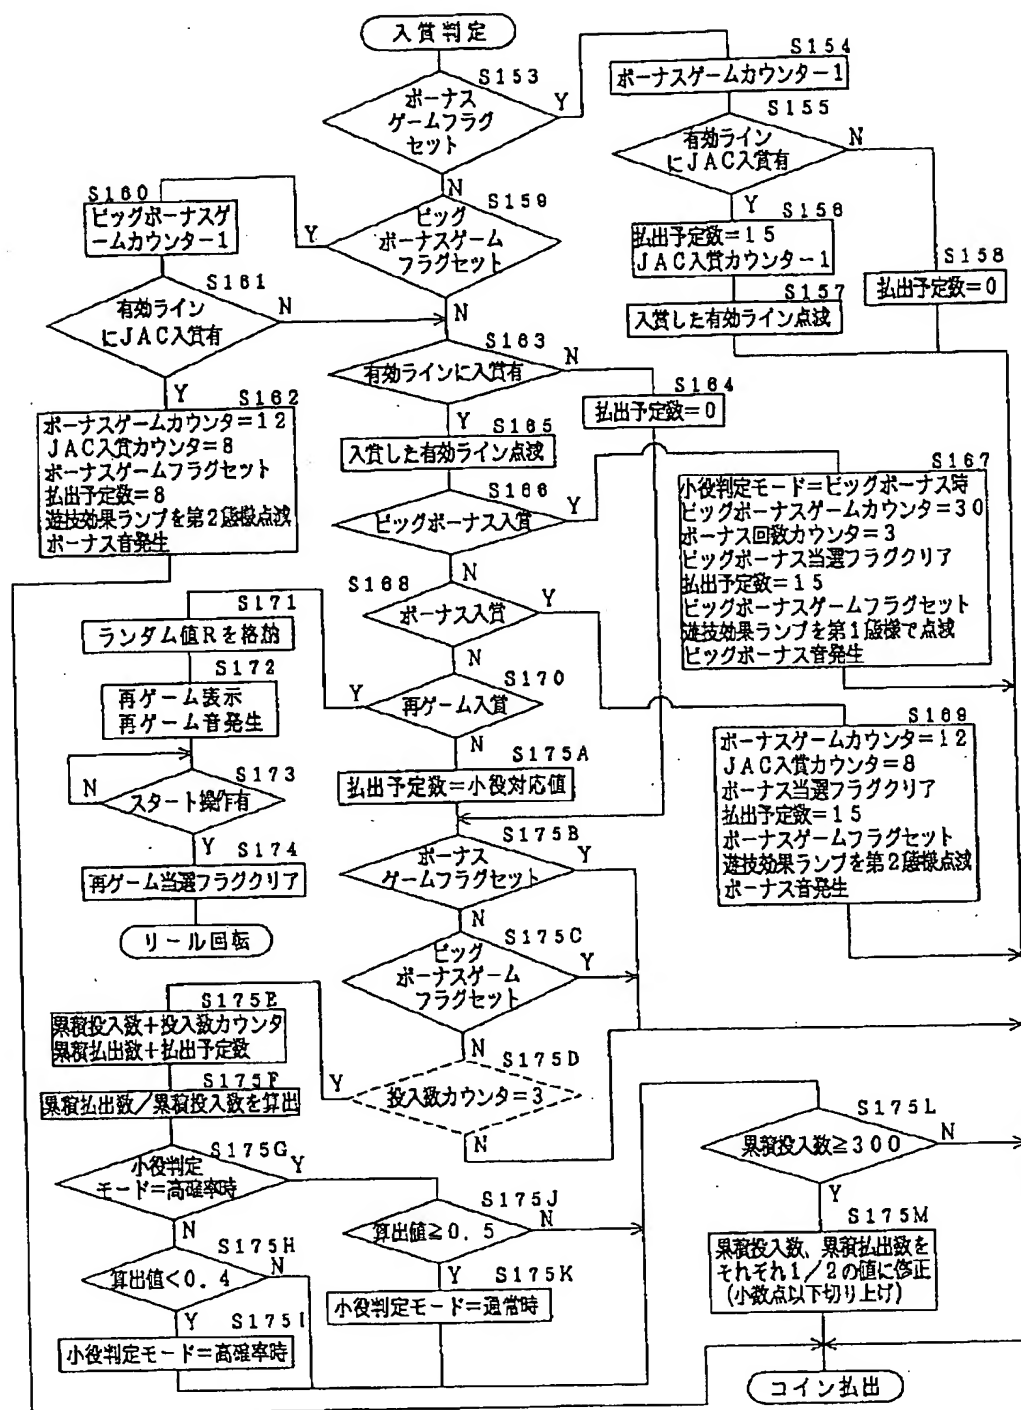 入賞判定
S153
ボーナス
ゲームフラグ
セット
Y
N
S154
ボーナスゲームカウンター1
S155
有効ライン
にJAC入賞有
N
Y
S156
払出予定数=15
JAC入賞カウンター1
S157
入賞した有効ライン点滅
S158
払出予定数=0
S159
ビッグ
ボーナスゲーム
フラグセット
Y
N
S160
ビッグボーナスゲ
ームカウンター1
S161
有効ライン
にJAC入賞有
N
Y
S162
ボーナスゲームカウンタ=12
JAC入賞カウンタ=8
ボーナスゲームフラグセット
払出予定数=8
遊技効果ランプを第2態様点滅
ボーナス音発生
S163
有効ラインに入賞有
N
Y
S164
払出予定数=0
S165
入賞した有効ライン点滅
S166
ビッグボーナス入賞
Y
N
S167
小役判定モード=ビッグボーナス時
ビッグボーナスゲームカウンター=30
ボーナス回数カウンター=3
ビッグボーナス当選フラグクリア
払出予定数=15
ビッグボーナスゲームフラグセット
遊技効果ランプを第1態様で点滅
ビッグボーナス音発生
S168
ボーナス入賞
Y
N
S169
ボーナスゲームカウンター=12
JAC入賞カウンター=8
ボーナス当選フラグクリア
払出予定数=15
ボーナスゲームフラグセット
遊技効果ランプを第2態様点滅
ボーナス音発生
S170
再ゲーム入賞
Y
N
S171
ランダム値Rを格納
S172
再ゲーム表示
再ゲーム音発生
S173
スタート操作有
N
Y
S174
再ゲーム当選フラグクリア
リール回転
S175A
払出予定数=小役対応値
S175B
ボーナス
ゲームフラグセット
Y
N
S175C
ビッグ
ボーナスゲーム
フラグセット
Y
N
S175D
投入数カウンター=3
Y
N
S175E
累積投入数+投入数カウンタ
累積払出数+払出予定数
S175F
累積払出数/累積投入数を算出
S175G
小役判定
モード=高確率時
Y
N
S175H
算出値<0.4
N
Y
S175I
小役判定モード=高確率時
S175J
算出値≧0.5
N
Y
S175K
小役判定モード=通常時
S175L
累積投入数≧300
N
Y
S175M
累積投入数、累積払出数を
それぞれ1/2の値に修正
(小数点以下切り上げ)
コイン払出